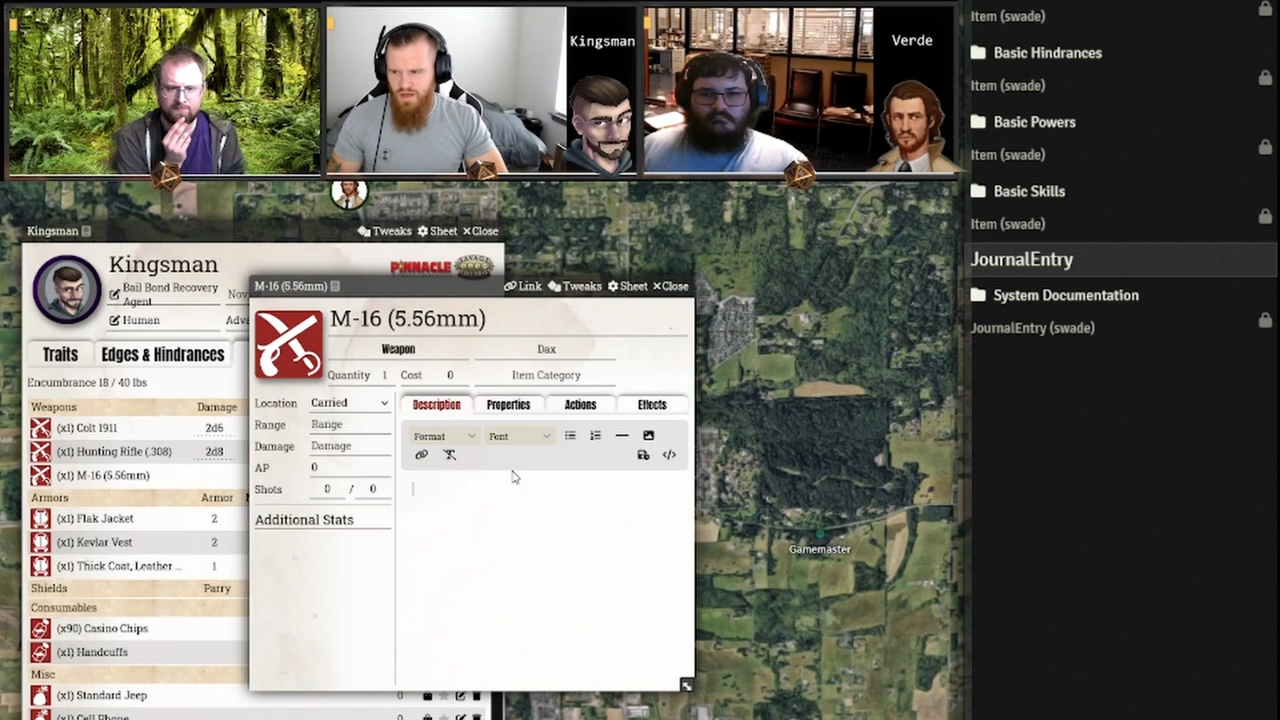 Kingsman
Verde
Item (swade)
Basic Hindrances
Item (swade)
Basic Powers
Item (swade)
Basic Skills
Item (swade)
JournalEntry
System Documentation
JournalEntry (swade)
Gamemaster
Kingsman Tweaks Sheet Close
Kingsman
PINNACLE
Bail Bond Recovery
Agent
Human
Traits Edges & Hindrances
Encumbrance 18 / 40 lbs
Weapons Damage
(x1) Colt 1911 2d6
(x1) Hunting Rifle (.308) 2d8
(x1) M-16 (5.56mm)
Armors Armor
(x1) Flak Jacket 2
(x1) Kevlar Vest 2
(x1) Thick Coat, Leather ... 1
Shields Parry
Consumables
(x90) Casino Chips
(x1) Handcuffs
Misc
(x1) Standard Jeep 0
(x1) Cell Phone
M-16 (5.56mm) Link Tweaks Sheet Close
M-16 (5.56mm)
Weapon Dax
Quantity 1 Cost 0 Item Category
Location Carried
Range Range
Damage Damage
AP 0
Shots 0 / 0
Additional Stats
Description Properties Actions Effects
Format Font